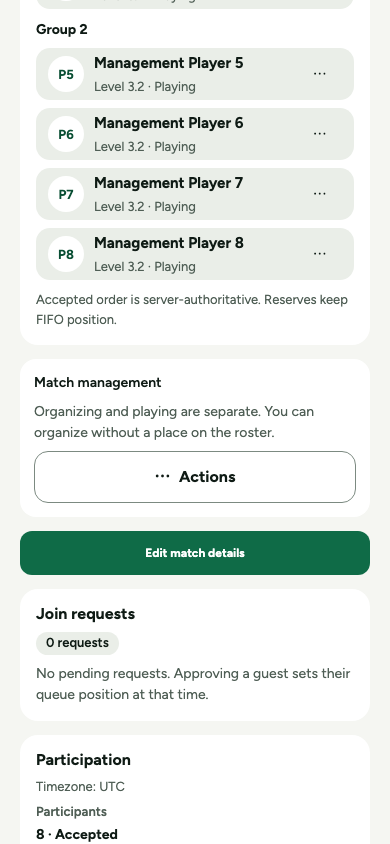 Group 2
P5
Management Player 5
Level 3.2 · Playing
···
P6
Management Player 6
Level 3.2 · Playing
···
P7
Management Player 7
Level 3.2 · Playing
···
P8
Management Player 8
Level 3.2 · Playing
···
Accepted order is server-authoritative. Reserves keep
FIFO position.
Match management
Organizing and playing are separate. You can
organize without a place on the roster.
··· Actions
Edit match details
Join requests
0 requests
No pending requests. Approving a guest sets their
queue position at that time.
Participation
Timezone: UTC
Participants
8 · Accepted